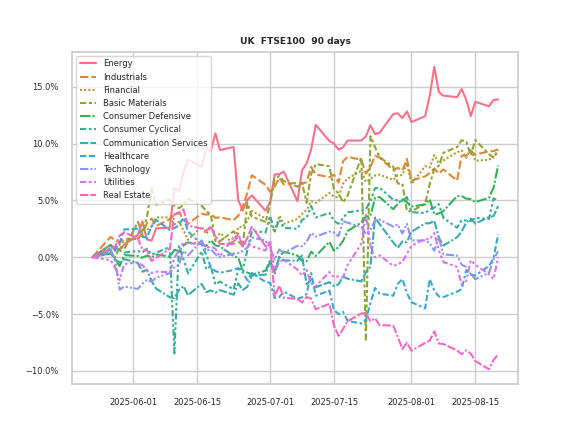 UK  FTSE100  90 days
Energy
Industrials
Financial
Basic Materials
Consumer Defensive
Consumer Cyclical
Communication Services
Healthcare
Technology
Utilities
Real Estate
15.0%
10.0%
5.0%
0.0%
−5.0%
−10.0%
2025-06-01
2025-06-15
2025-07-01
2025-07-15
2025-08-01
2025-08-15